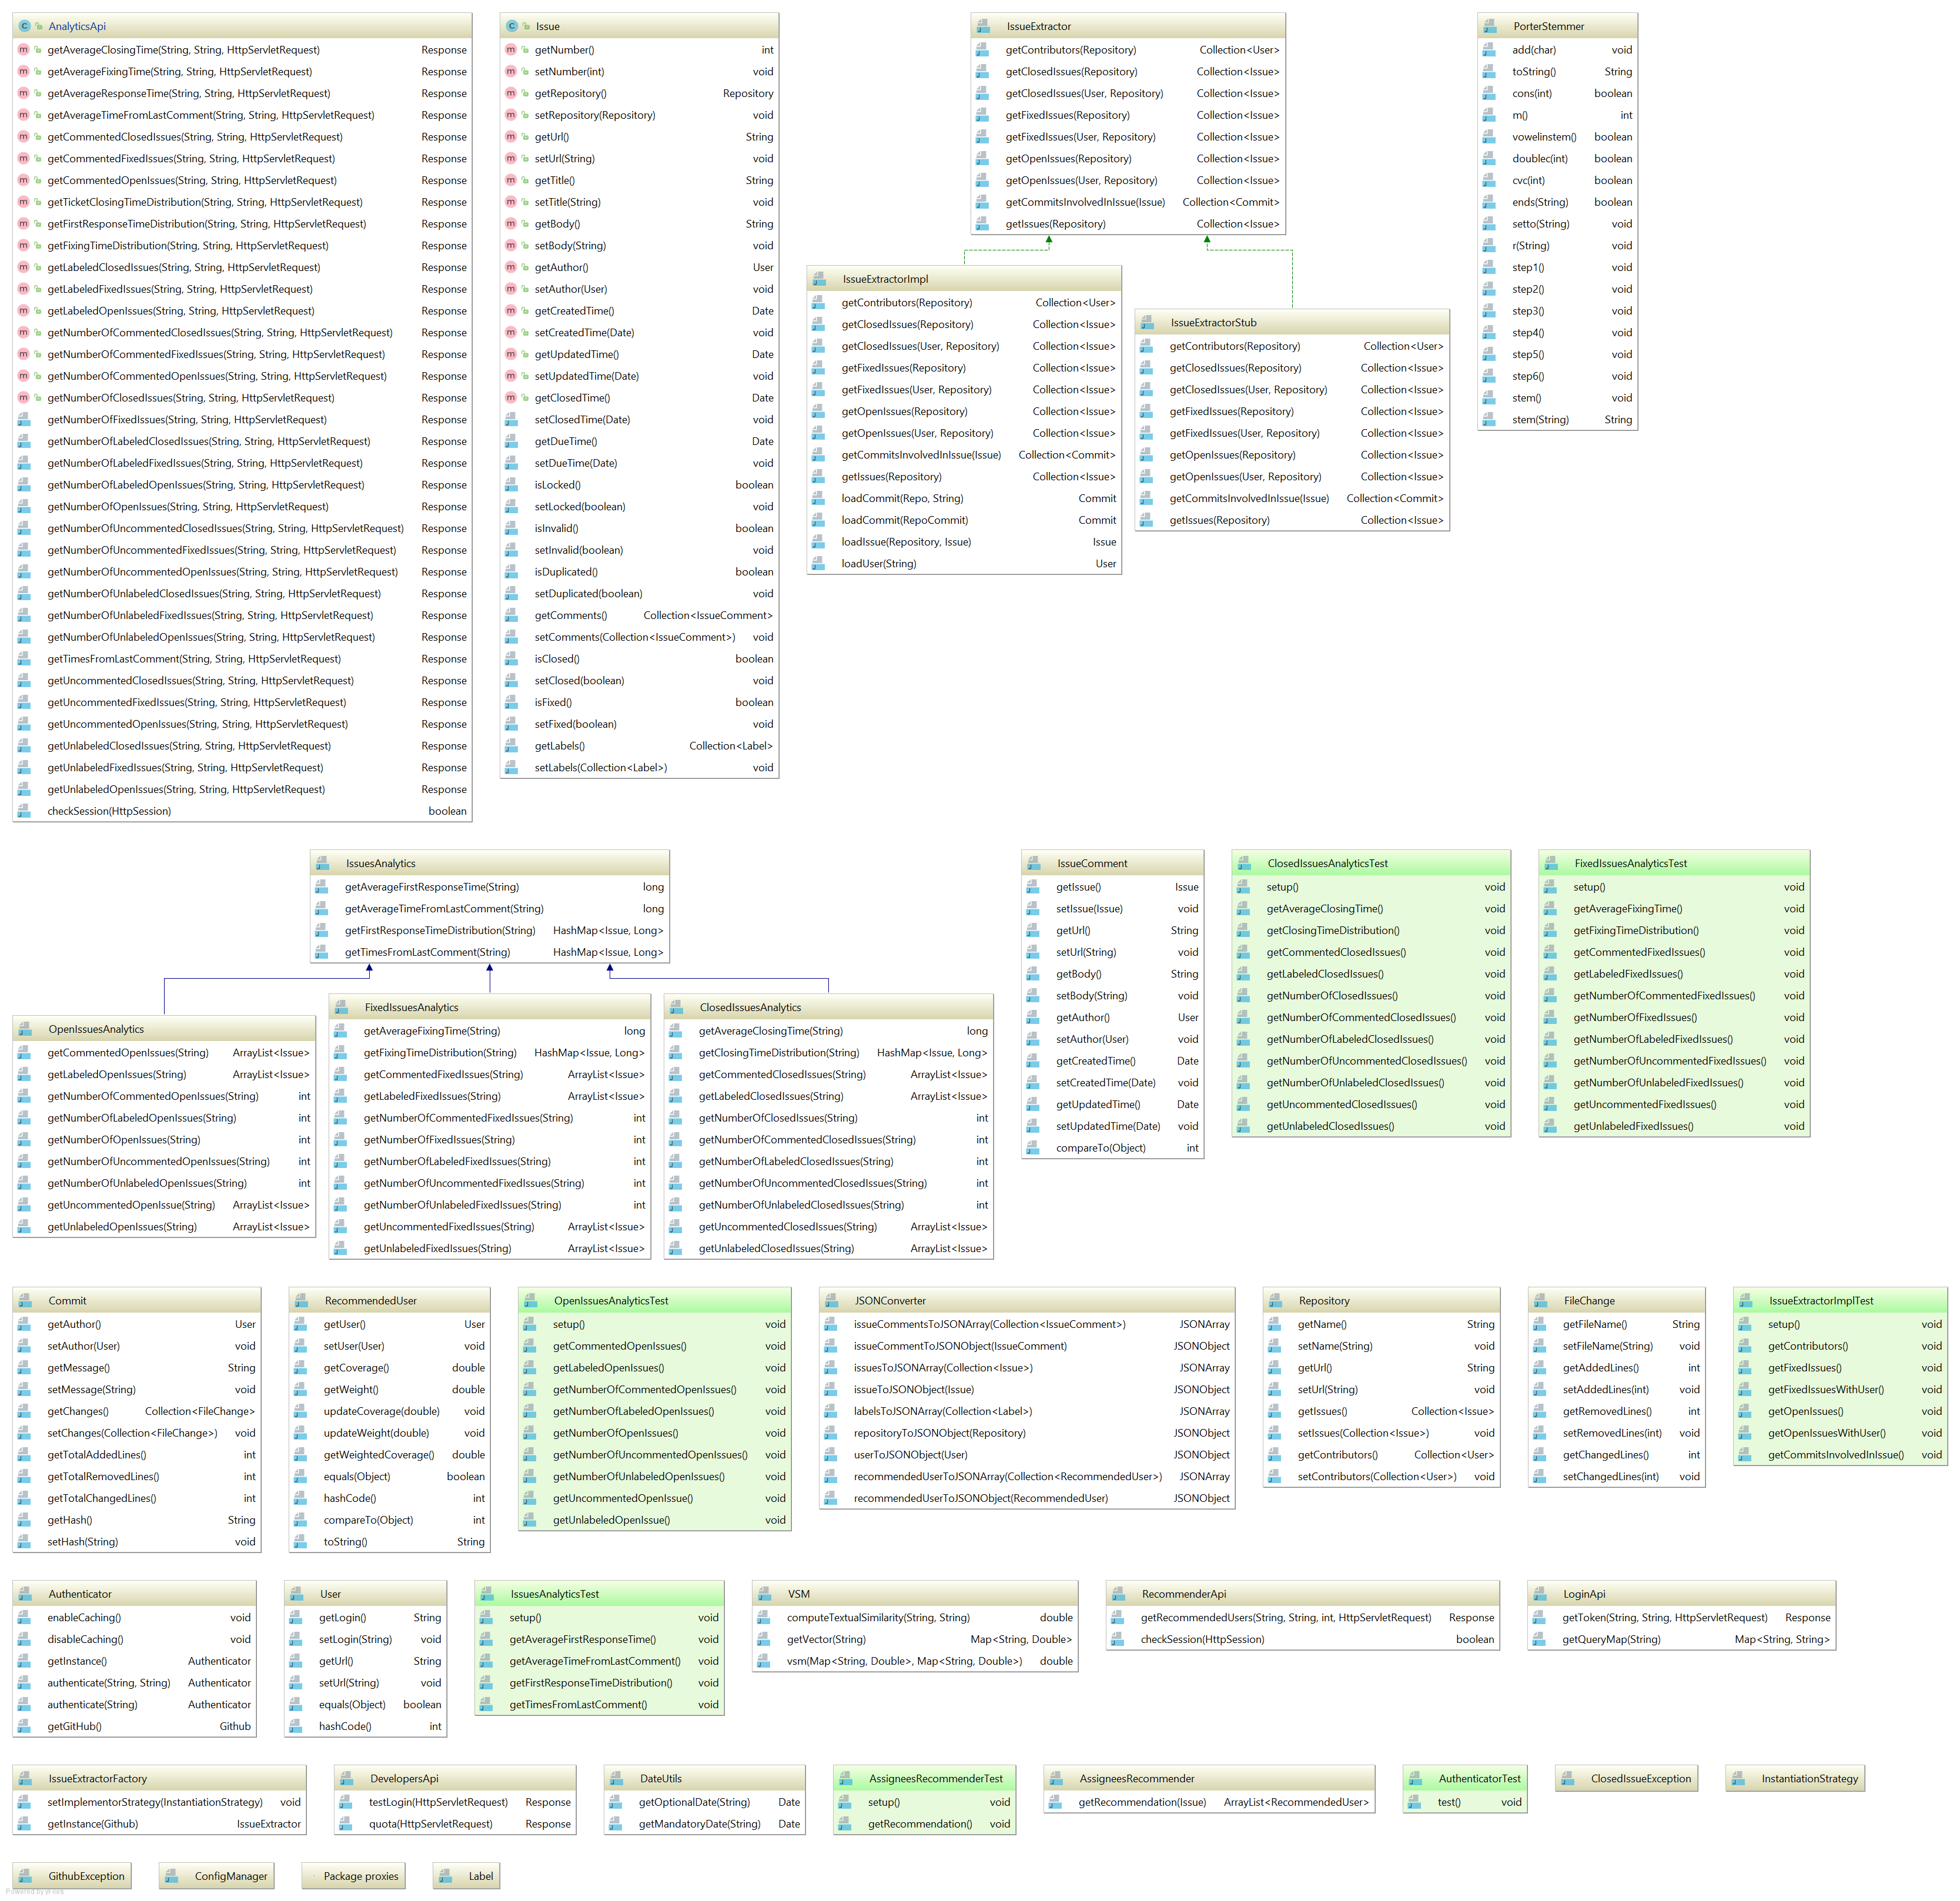 AnalyticsApi
getAverageClosingTime(String, String, HttpServletRequest) Response
getAverageFixingTime(String, String, HttpServletRequest) Response
getAverageResponseTime(String, String, HttpServletRequest) Response
getAverageTimeFromLastComment(String, String, HttpServletRequest) Response
getCommentedClosedIssues(String, String, HttpServletRequest) Response
getCommentedFixedIssues(String, String, HttpServletRequest) Response
getCommentedOpenIssues(String, String, HttpServletRequest) Response
getTicketClosingTimeDistribution(String, String, HttpServletRequest) Response
getFirstResponseTimeDistribution(String, String, HttpServletRequest) Response
getFixingTimeDistribution(String, String, HttpServletRequest) Response
getLabeledClosedIssues(String, String, HttpServletRequest) Response
getLabeledFixedIssues(String, String, HttpServletRequest) Response
getLabeledOpenIssues(String, String, HttpServletRequest) Response
getNumberOfCommentedClosedIssues(String, String, HttpServletRequest) Response
getNumberOfCommentedFixedIssues(String, String, HttpServletRequest) Response
getNumberOfCommentedOpenIssues(String, String, HttpServletRequest) Response
getNumberOfClosedIssues(String, String, HttpServletRequest) Response
getNumberOfFixedIssues(String, String, HttpServletRequest) Response
getNumberOfLabeledClosedIssues(String, String, HttpServletRequest) Response
getNumberOfLabeledFixedIssues(String, String, HttpServletRequest) Response
getNumberOfLabeledOpenIssues(String, String, HttpServletRequest) Response
getNumberOfOpenIssues(String, String, HttpServletRequest) Response
getNumberOfUncommentedClosedIssues(String, String, HttpServletRequest) Response
getNumberOfUncommentedFixedIssues(String, String, HttpServletRequest) Response
getNumberOfUncommentedOpenIssues(String, String, HttpServletRequest) Response
getNumberOfUnlabeledClosedIssues(String, String, HttpServletRequest) Response
getNumberOfUnlabeledFixedIssues(String, String, HttpServletRequest) Response
getNumberOfUnlabeledOpenIssues(String, String, HttpServletRequest) Response
getTimesFromLastComment(String, String, HttpServletRequest) Response
getUncommentedClosedIssues(String, String, HttpServletRequest) Response
getUncommentedFixedIssues(String, String, HttpServletRequest) Response
getUncommentedOpenIssues(String, String, HttpServletRequest) Response
getUnlabeledClosedIssues(String, String, HttpServletRequest) Response
getUnlabeledFixedIssues(String, String, HttpServletRequest) Response
getUnlabeledOpenIssues(String, String, HttpServletRequest) Response
checkSession(HttpSession) boolean
Issue
getNumber() int
setNumber(int) void
getRepository() Repository
setRepository(Repository) void
getUrl() String
setUrl(String) void
getTitle() String
setTitle(String) void
getBody() String
setBody(String) void
getAuthor() User
setAuthor(User) void
getCreatedTime() Date
setCreatedTime(Date) void
getUpdatedTime() Date
setUpdatedTime(Date) void
getClosedTime() Date
setClosedTime(Date) void
getDueTime() Date
setDueTime(Date) void
isLocked() boolean
setLocked(boolean) void
isInvalid() boolean
setInvalid(boolean) void
isDuplicated() boolean
setDuplicated(boolean) void
getComments() Collection<IssueComment>
setComments(Collection<IssueComment>) void
isClosed() boolean
setClosed(boolean) void
isFixed() boolean
setFixed(boolean) void
getLabels() Collection<Label>
setLabels(Collection<Label>) void
IssueExtractor
getContributors(Repository) Collection<User>
getClosedIssues(Repository) Collection<Issue>
getClosedIssues(User, Repository) Collection<Issue>
getFixedIssues(Repository) Collection<Issue>
getFixedIssues(User, Repository) Collection<Issue>
getOpenIssues(Repository) Collection<Issue>
getOpenIssues(User, Repository) Collection<Issue>
getCommitsInvolvedInIssue(Issue) Collection<Commit>
getIssues(Repository) Collection<Issue>
IssueExtractorImpl
getContributors(Repository) Collection<User>
getClosedIssues(Repository) Collection<Issue>
getClosedIssues(User, Repository) Collection<Issue>
getFixedIssues(Repository) Collection<Issue>
getFixedIssues(User, Repository) Collection<Issue>
getOpenIssues(Repository) Collection<Issue>
getOpenIssues(User, Repository) Collection<Issue>
getCommitsInvolvedInIssue(Issue) Collection<Commit>
getIssues(Repository) Collection<Issue>
loadCommit(Repo, String) Commit
loadCommit(RepoCommit) Commit
loadIssue(Repository, Issue) Issue
loadUser(String) User
IssueExtractorStub
getContributors(Repository) Collection<User>
getClosedIssues(Repository) Collection<Issue>
getClosedIssues(User, Repository) Collection<Issue>
getFixedIssues(Repository) Collection<Issue>
getFixedIssues(User, Repository) Collection<Issue>
getOpenIssues(Repository) Collection<Issue>
getOpenIssues(User, Repository) Collection<Issue>
getCommitsInvolvedInIssue(Issue) Collection<Commit>
getIssues(Repository) Collection<Issue>
PorterStemmer
add(char) void
toString() String
cons(int) boolean
m() int
vowelinstem() boolean
doublec(int) boolean
cvc(int) boolean
ends(String) boolean
setto(String) void
r(String) void
step1() void
step2() void
step3() void
step4() void
step5() void
step6() void
stem() void
stem(String) String
IssuesAnalytics
getAverageFirstResponseTime(String) long
getAverageTimeFromLastComment(String) long
getFirstResponseTimeDistribution(String) HashMap<Issue, Long>
getTimesFromLastComment(String) HashMap<Issue, Long>
OpenIssuesAnalytics
getCommentedOpenIssues(String) ArrayList<Issue>
getLabeledOpenIssues(String) ArrayList<Issue>
getNumberOfCommentedOpenIssues(String) int
getNumberOfLabeledOpenIssues(String) int
getNumberOfOpenIssues(String) int
getNumberOfUncommentedOpenIssues(String) int
getNumberOfUnlabeledOpenIssues(String) int
getUncommentedOpenIssue(String) ArrayList<Issue>
getUnlabeledOpenIssues(String) ArrayList<Issue>
FixedIssuesAnalytics
getAverageFixingTime(String) long
getFixingTimeDistribution(String) HashMap<Issue, Long>
getCommentedFixedIssues(String) ArrayList<Issue>
getLabeledFixedIssues(String) ArrayList<Issue>
getNumberOfCommentedFixedIssues(String) int
getNumberOfFixedIssues(String) int
getNumberOfLabeledFixedIssues(String) int
getNumberOfUncommentedFixedIssues(String) int
getNumberOfUnlabeledFixedIssues(String) int
getUncommentedFixedIssues(String) ArrayList<Issue>
getUnlabeledFixedIssues(String) ArrayList<Issue>
ClosedIssuesAnalytics
getAverageClosingTime(String) long
getClosingTimeDistribution(String) HashMap<Issue, Long>
getCommentedClosedIssues(String) ArrayList<Issue>
getLabeledClosedIssues(String) ArrayList<Issue>
getNumberOfClosedIssues(String) int
getNumberOfCommentedClosedIssues(String) int
getNumberOfLabeledClosedIssues(String) int
getNumberOfUncommentedClosedIssues(String) int
getNumberOfUnlabeledClosedIssues(String) int
getUncommentedClosedIssues(String) ArrayList<Issue>
getUnlabeledClosedIssues(String) ArrayList<Issue>
IssueComment
getIssue() Issue
setIssue(Issue) void
getUrl() String
setUrl(String) void
getBody() String
setBody(String) void
getAuthor() User
setAuthor(User) void
getCreatedTime() Date
setCreatedTime(Date) void
getUpdatedTime() Date
setUpdatedTime(Date) void
compareTo(Object) int
ClosedIssuesAnalyticsTest
setup() void
getAverageClosingTime() void
getClosingTimeDistribution() void
getCommentedClosedIssues() void
getLabeledClosedIssues() void
getNumberOfClosedIssues() void
getNumberOfCommentedClosedIssues() void
getNumberOfLabeledClosedIssues() void
getNumberOfUncommentedClosedIssues() void
getNumberOfUnlabeledClosedIssues() void
getUncommentedClosedIssues() void
getUnlabeledClosedIssues() void
FixedIssuesAnalyticsTest
setup() void
getAverageFixingTime() void
getFixingTimeDistribution() void
getCommentedFixedIssues() void
getLabeledFixedIssues() void
getNumberOfCommentedFixedIssues() void
getNumberOfFixedIssues() void
getNumberOfLabeledFixedIssues() void
getNumberOfUncommentedFixedIssues() void
getNumberOfUnlabeledFixedIssues() void
getUncommentedFixedIssues() void
getUnlabeledFixedIssues() void
Commit
getAuthor() User
setAuthor(User) void
getMessage() String
setMessage(String) void
getChanges() Collection<FileChange>
setChanges(Collection<FileChange>) void
getTotalAddedLines() int
getTotalRemovedLines() int
getTotalChangedLines() int
getHash() String
setHash(String) void
RecommendedUser
getUser() User
setUser(User) void
getCoverage() double
getWeight() double
updateCoverage(double) void
updateWeight(double) void
getWeightedCoverage() double
equals(Object) boolean
hashCode() int
compareTo(Object) int
toString() String
OpenIssuesAnalyticsTest
setup() void
getCommentedOpenIssues() void
getLabeledOpenIssues() void
getNumberOfCommentedOpenIssues() void
getNumberOfLabeledOpenIssues() void
getNumberOfOpenIssues() void
getNumberOfUncommentedOpenIssues() void
getNumberOfUnlabeledOpenIssues() void
getUncommentedOpenIssue() void
getUnlabeledOpenIssue() void
JSONConverter
issueCommentsToJSONArray(Collection<IssueComment>) JSONArray
issueCommentToJSONObject(IssueComment) JSONObject
issuesToJSONArray(Collection<Issue>) JSONArray
issueToJSONObject(Issue) JSONObject
labelsToJSONArray(Collection<Label>) JSONArray
repositoryToJSONObject(Repository) JSONObject
userToJSONObject(User) JSONObject
recommendedUserToJSONArray(Collection<RecommendedUser>) JSONArray
recommendedUserToJSONObject(RecommendedUser) JSONObject
Repository
getName() String
setName(String) void
getUrl() String
setUrl(String) void
getIssues() Collection<Issue>
setIssues(Collection<Issue>) void
getContributors() Collection<User>
setContributors(Collection<User>) void
FileChange
getFileName() String
setFileName(String) void
getAddedLines() int
setAddedLines(int) void
getRemovedLines() int
setRemovedLines(int) void
getChangedLines() int
setChangedLines(int) void
IssueExtractorImplTest
setup() void
getContributors() void
getFixedIssues() void
getFixedIssuesWithUser() void
getOpenIssues() void
getOpenIssuesWithUser() void
getCommitsInvolvedInIssue() void
Authenticator
enableCaching() void
disableCaching() void
getInstance() Authenticator
authenticate(String, String) Authenticator
authenticate(String) Authenticator
getGitHub() Github
User
getLogin() String
setLogin(String) void
getUrl() String
setUrl(String) void
equals(Object) boolean
hashCode() int
IssuesAnalyticsTest
setup() void
getAverageFirstResponseTime() void
getAverageTimeFromLastComment() void
getFirstResponseTimeDistribution() void
getTimesFromLastComment() void
VSM
computeTextualSimilarity(String, String) double
getVector(String) Map<String, Double>
vsm(Map<String, Double>, Map<String, Double>) double
RecommenderApi
getRecommendedUsers(String, String, int, HttpServletRequest) Response
checkSession(HttpSession) boolean
LoginApi
getToken(String, String, HttpServletRequest) Response
getQueryMap(String) Map<String, String>
IssueExtractorFactory
setImplementorStrategy(InstantiationStrategy) void
getInstance(Github) IssueExtractor
DevelopersApi
testLogin(HttpServletRequest) Response
quota(HttpServletRequest) Response
DateUtils
getOptionalDate(String) Date
getMandatoryDate(String) Date
AssigneesRecommenderTest
setup() void
getRecommendation() void
AssigneesRecommender
getRecommendation(Issue) ArrayList<RecommendedUser>
AuthenticatorTest
test() void
ClosedIssueException
InstantiationStrategy
GithubException
ConfigManager
Package proxies
Label
Powered by yFiles